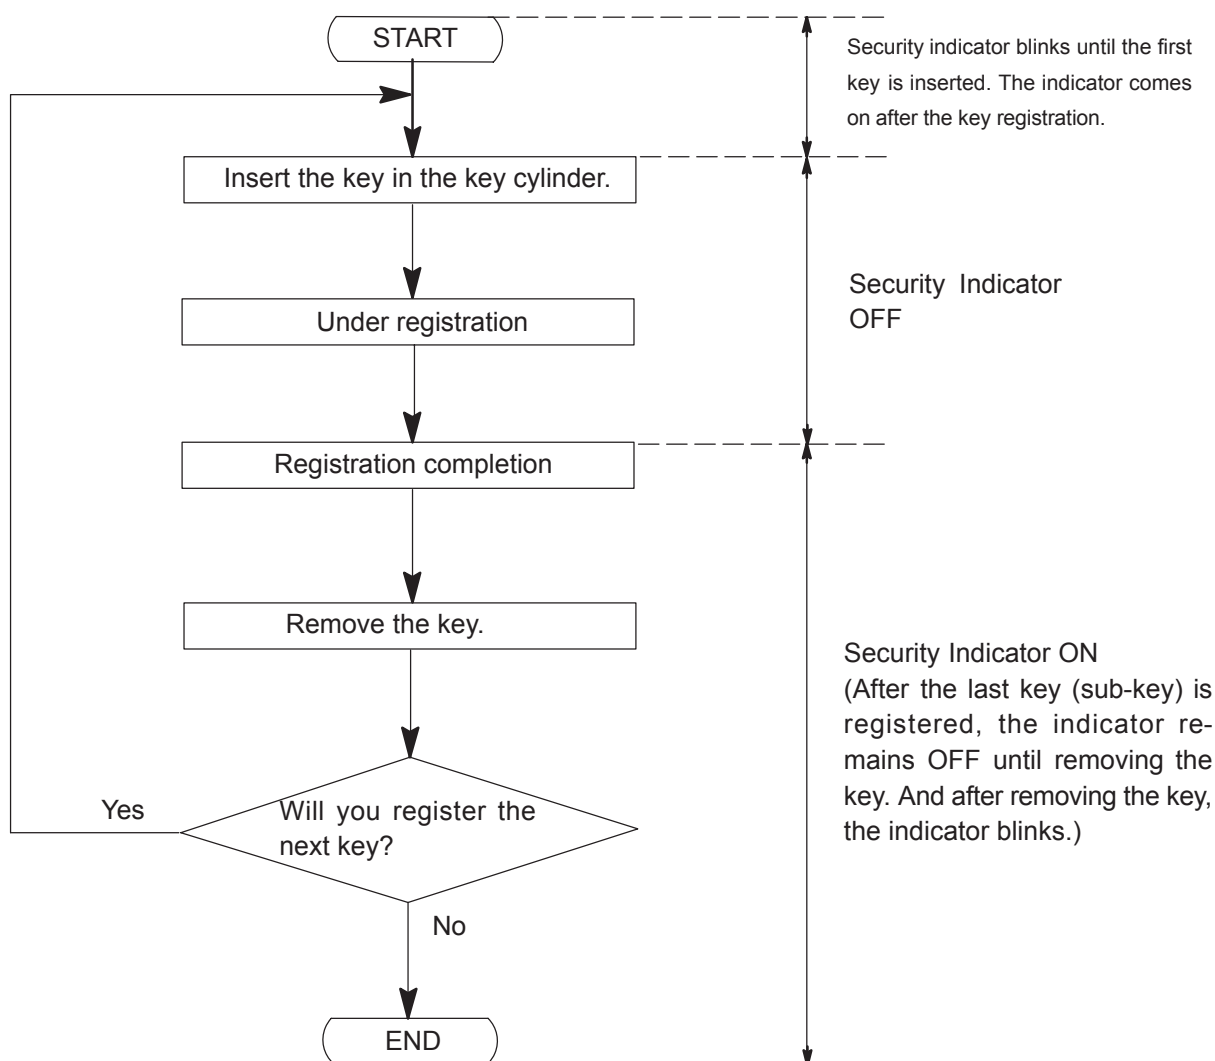 START
Security indicator blinks until the first
key is inserted. The indicator comes
on after the key registration.
Insert the key in the key cylinder.
Security Indicator
OFF
Under registration
Registration completion
Remove the key.
Security Indicator ON
(After the last key (sub-key) is
registered, the indicator re-
mains OFF until removing the
key. And after removing the key,
the indicator blinks.)
Yes
Will you register the
next key?
No
END